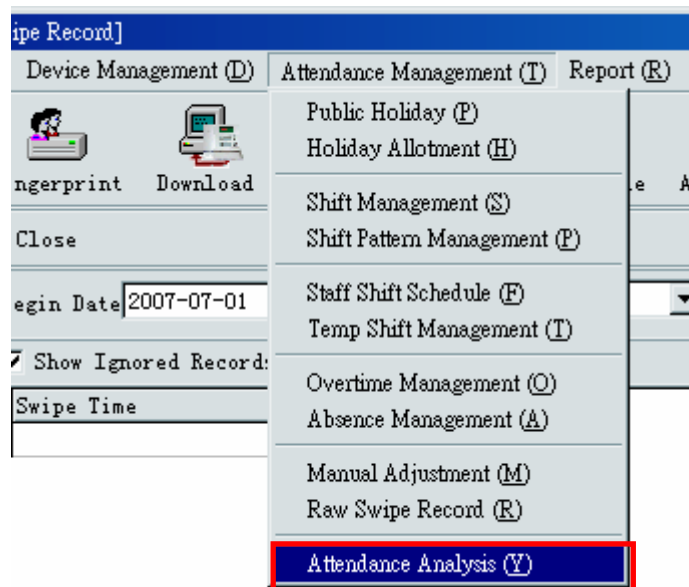 ipe Record]
Device Management (D) Attendance Management (T) Report (R)
Public Holiday (P)
Holiday Allotment (H)
ngerprint Download
Shift Management (S)
Shift Pattern Management (P)
Close
Staff Shift Schedule (F)
Temp Shift Management (T)
egin Date 2007-07-01
Show Ignored Record
Overtime Management (O)
Absence Management (A)
Swipe Time
Manual Adjustment (M)
Raw Swipe Record (R)
Attendance Analysis (Y)